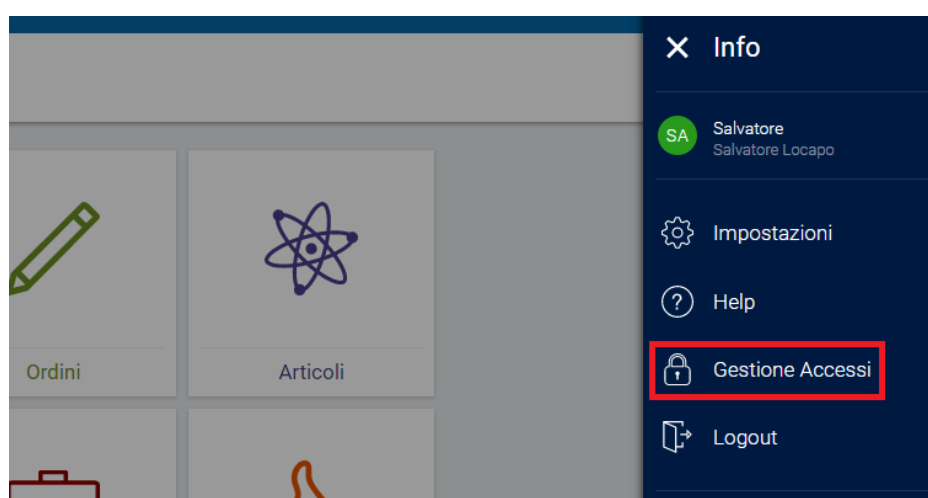 Info
SA
Salvatore
Salvatore Locapo
Impostazioni
Help
Gestione Accessi
Logout
Ordini
Articoli